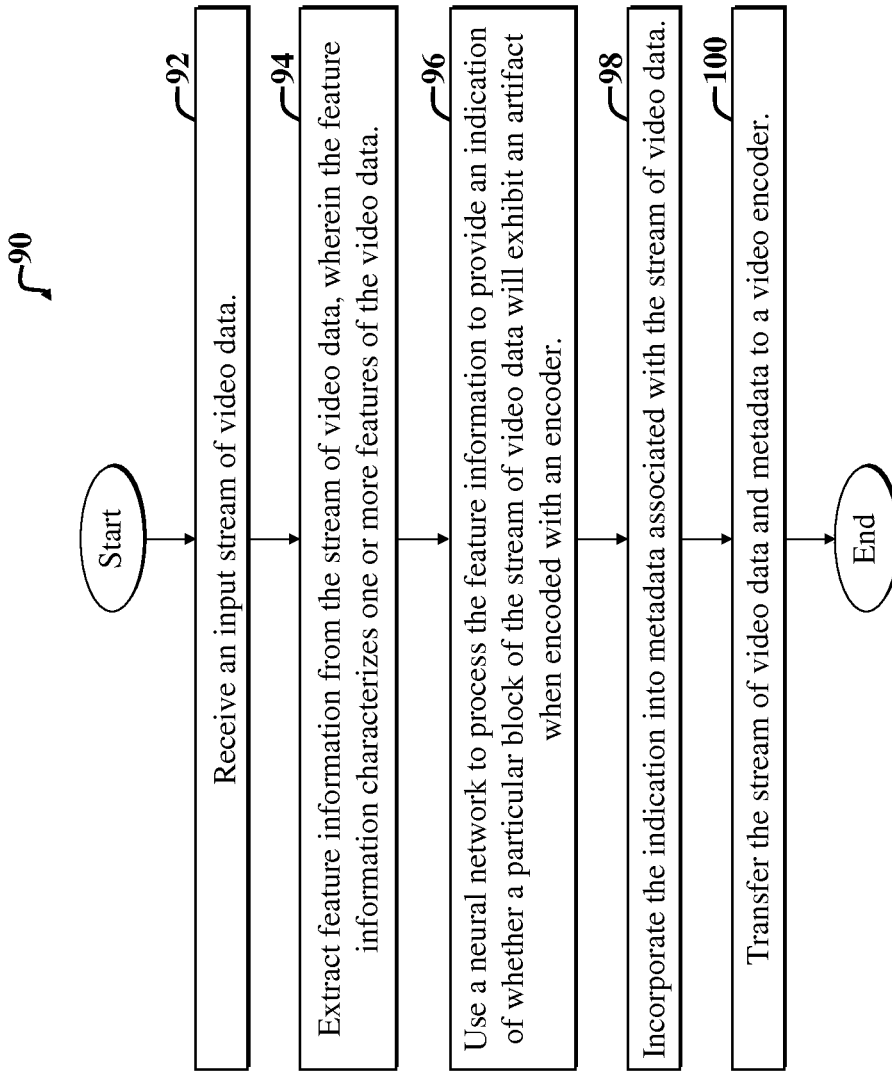 90
Start
92
Receive an input stream of video data.
94
Extract feature information from the stream of video data, wherein the feature
information characterizes one or more features of the video data.
96
Use a neural network to process the feature information to provide an indication
of whether a particular block of the stream of video data will exhibit an artifact
when encoded with an encoder.
98
Incorporate the indication into metadata associated with the stream of video data.
100
Transfer the stream of video data and metadata to a video encoder.
End